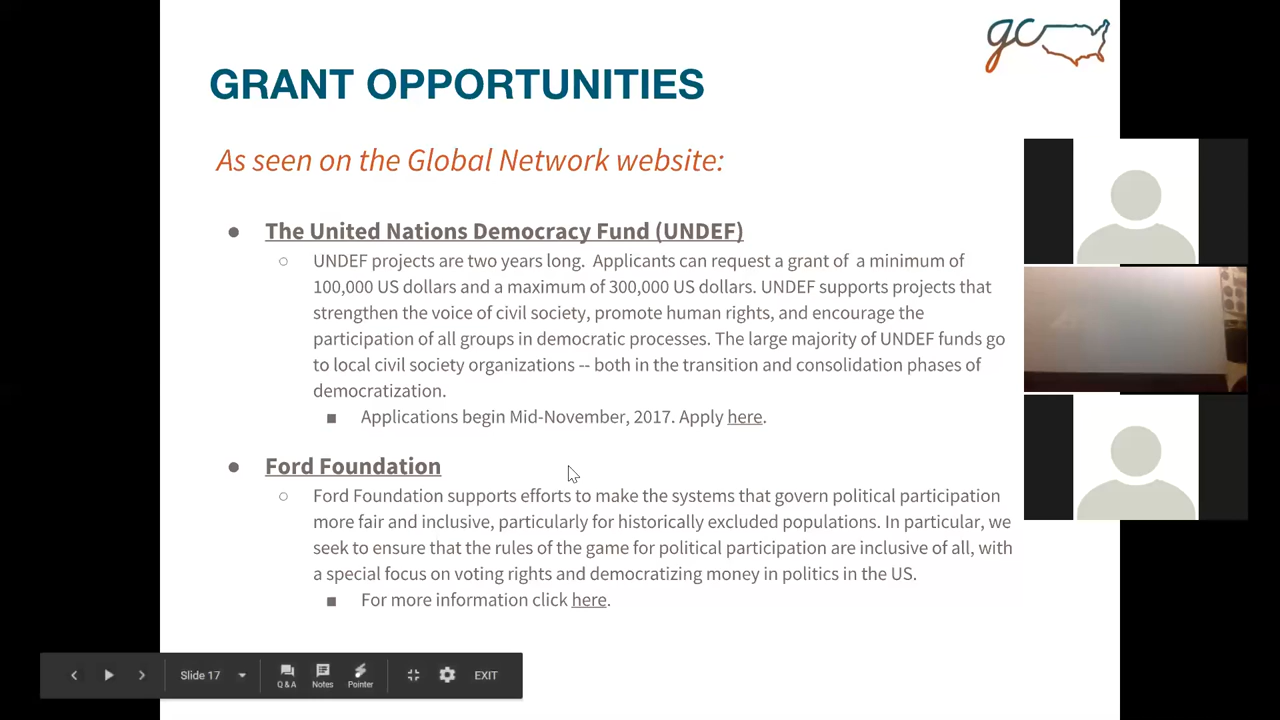 gc
GRANT OPPORTUNITIES
As seen on the Global Network website:
● The United Nations Democracy Fund (UNDEF)
○ UNDEF projects are two years long. Applicants can request a grant of a minimum of
100,000 US dollars and a maximum of 300,000 US dollars. UNDEF supports projects that
strengthen the voice of civil society, promote human rights, and encourage the
participation of all groups in democratic processes. The large majority of UNDEF funds go
to local civil society organizations -- both in the transition and consolidation phases of
democratization.
■ Applications begin Mid-November, 2017. Apply here.
● Ford Foundation
○ Ford Foundation supports efforts to make the systems that govern political participation
more fair and inclusive, particularly for historically excluded populations. In particular, we
seek to ensure that the rules of the game for political participation are inclusive of all, with
a special focus on voting rights and democratizing money in politics in the US.
■ For more information click here.
Slide 17
Q & A
Notes
Pointer
EXIT